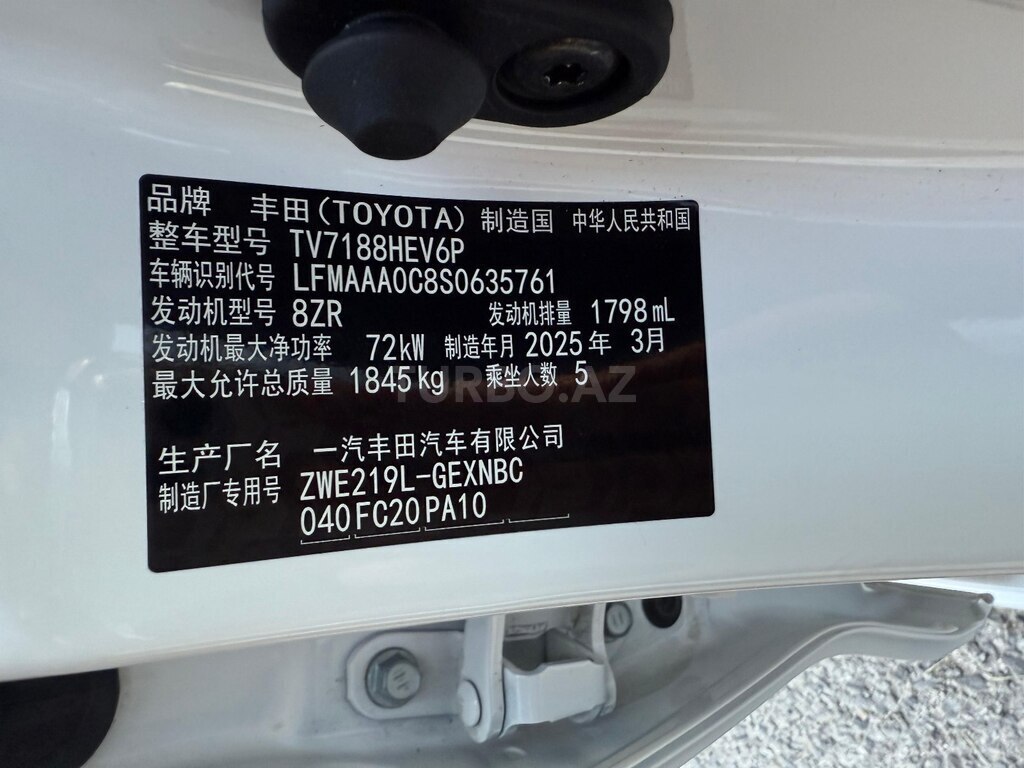 品牌 丰田(TOYOTA) 制造国 中华人民共和国
整车型号 TV7188HEV6P
车辆识别代号 LFMAAA0C8S0635761
发动机型号 8ZR 发动机排量 1798mL
发动机最大净功率 72kW 制造年月 2025年 3月
最大允许总质量 1845kg 乘坐人数 5
TURBO.AZ
生产厂名 一汽丰田汽车有限公司
制造厂专用号 ZWE219L-GEXNBC
040 FC20 PA10